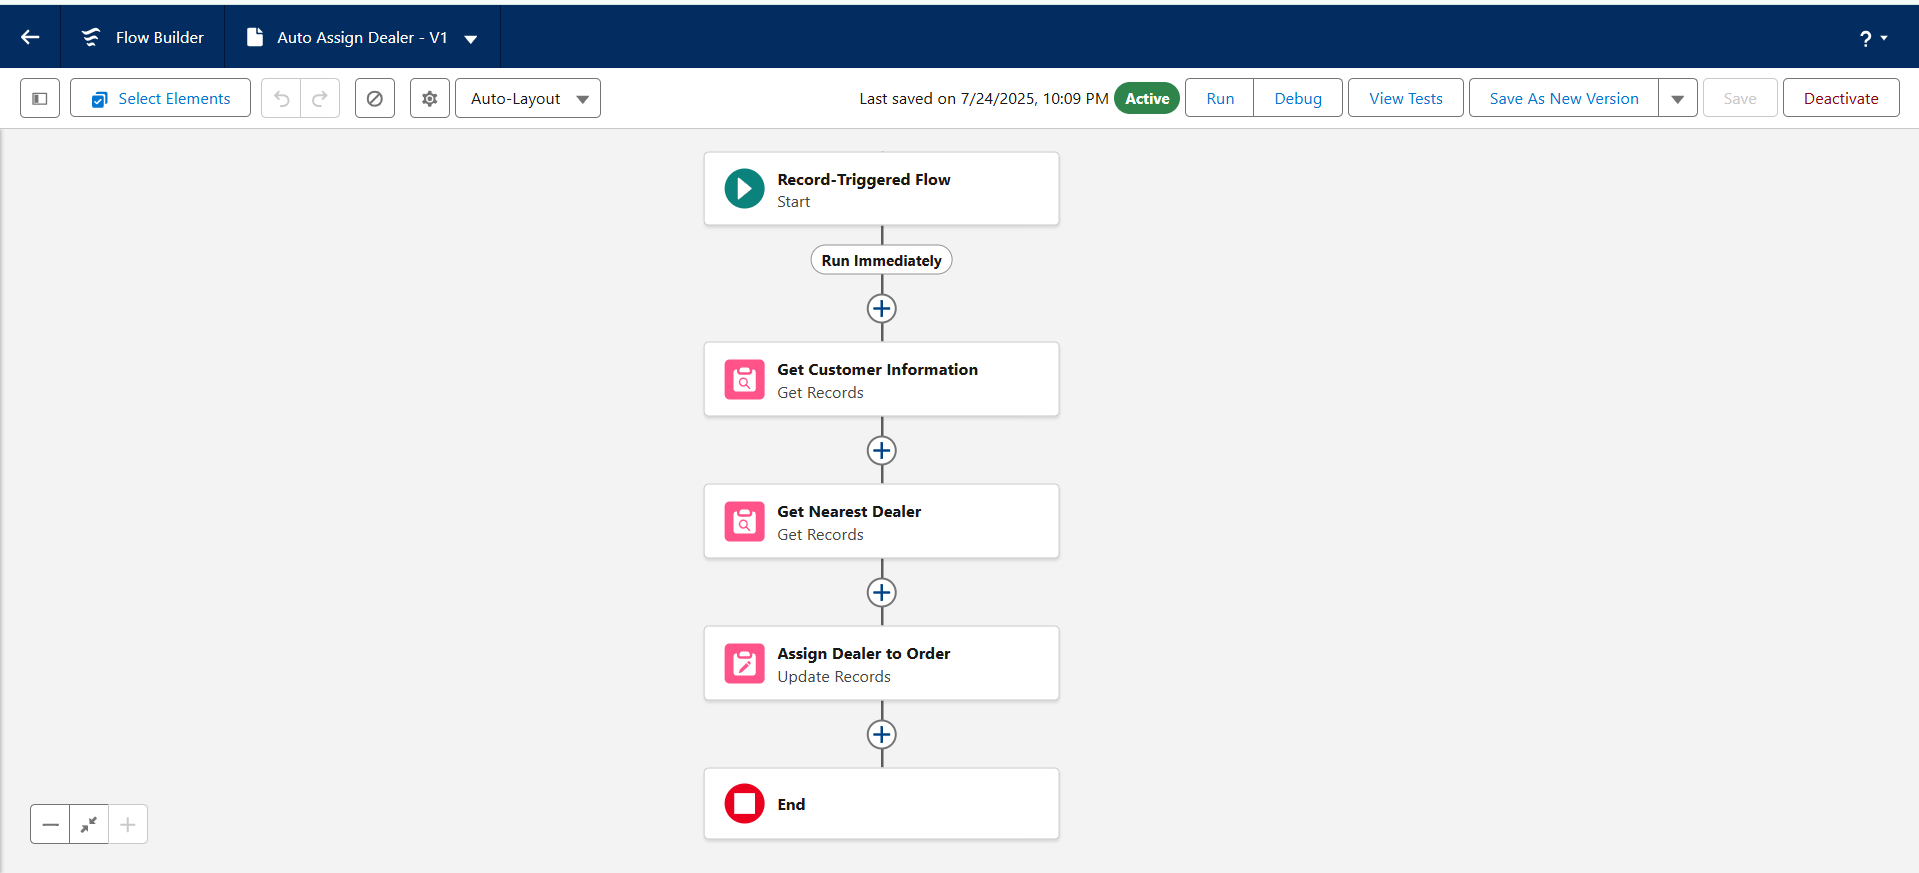 Flow Builder
Auto Assign Dealer - V1
?
Select Elements
Auto-Layout
Last saved on 7/24/2025, 10:09 PM
Active
Run
Debug
View Tests
Save As New Version
Save
Deactivate
Record-Triggered Flow
Start
Run Immediately
Get Customer Information
Get Records
Get Nearest Dealer
Get Records
Assign Dealer to Order
Update Records
End